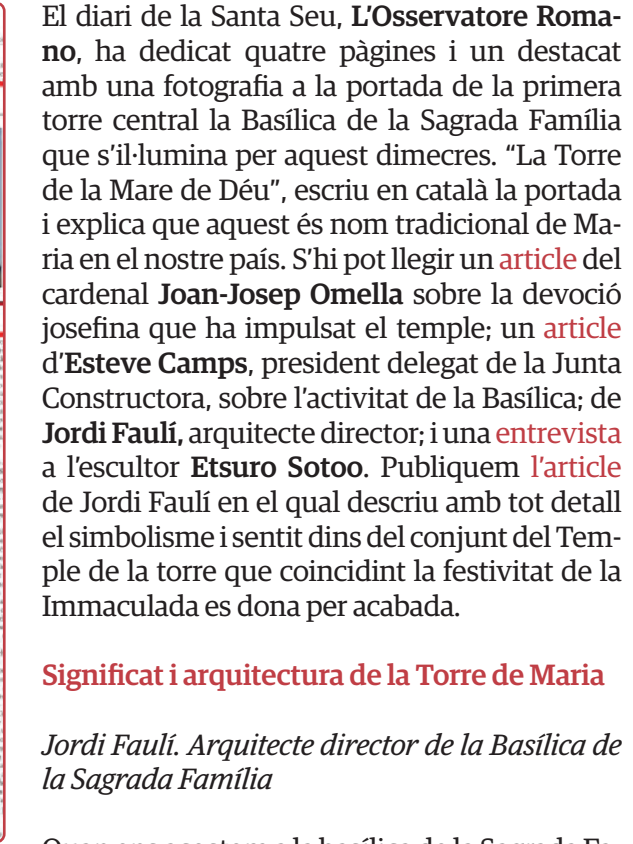 El diari de la Santa Seu, L'Osservatore Roma-
no, ha dedicat quatre pàgines i un destacat
amb una fotografia a la portada de la primera
torre central la Basílica de la Sagrada Família
que s'il·lumina per aquest dimecres. “La Torre
de la Mare de Déu”, escriu en català la portada
i explica que aquest és nom tradicional de Ma-
ria en el nostre país. S'hi pot llegir un article del
cardenal Joan-Josep Omella sobre la devoció
josefina que ha impulsat el temple; un article
d'Esteve Camps, president delegat de la Junta
Constructora, sobre l'activitat de la Basílica; de
Jordi Faulí, arquitecte director; i una entrevista
a l'escultor Etsuro Sotoo. Publiquem l'article
de Jordi Faulí en el qual descriu amb tot detall
el simbolisme i sentit dins del conjunt del Tem-
ple de la torre que coincidint la festivitat de la
Immaculada es dona per acabada.
Significat i arquitectura de la Torre de Maria
Jordi Faulí. Arquitecte director de la Basílica de
la Sagrada Família